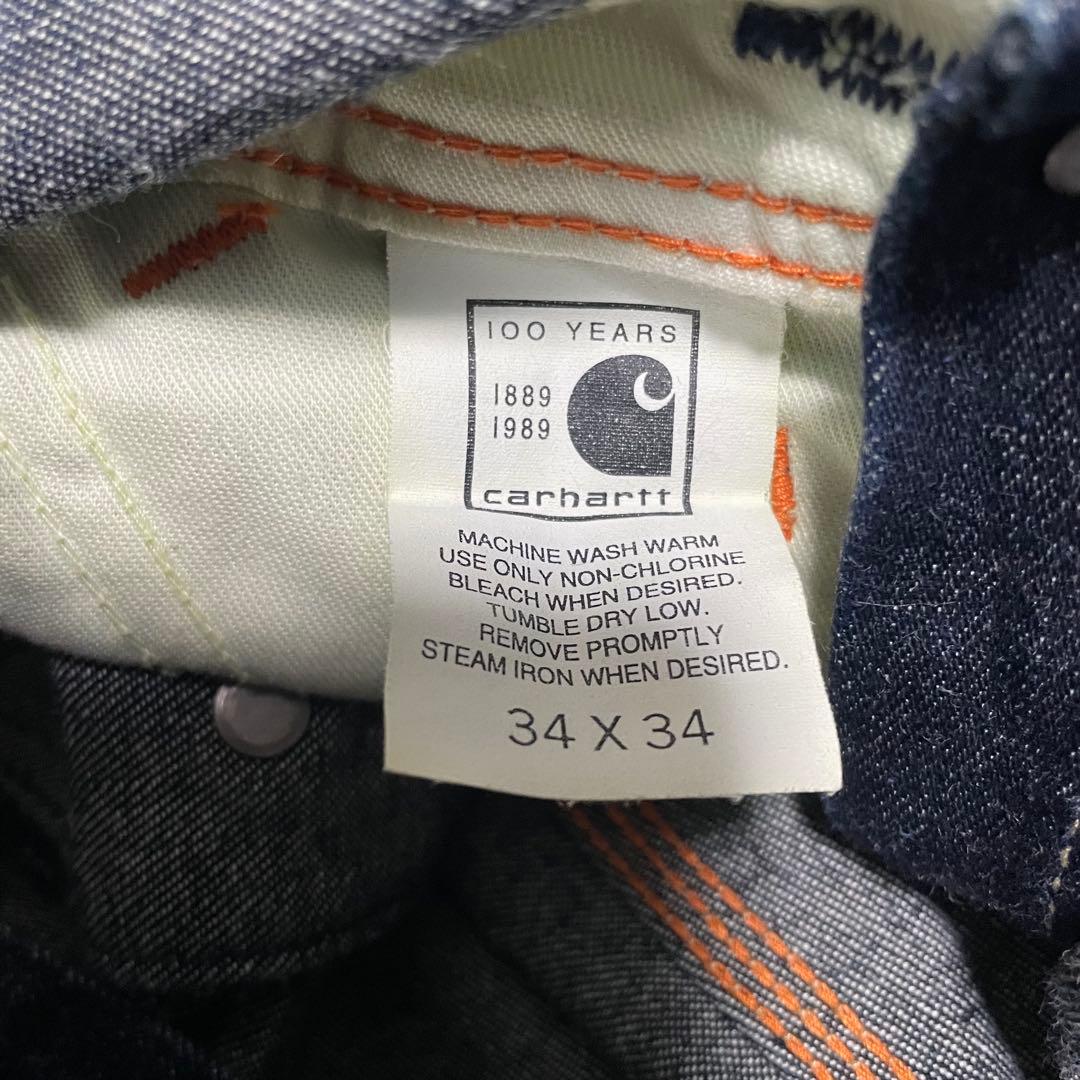 100 YEARS
1889
1989
carhartt
MACHINE WASH WARM
USE ONLY NON-CHLORINE
BLEACH WHEN DESIRED.
TUMBLE DRY LOW.
REMOVE PROMPTLY
STEAM IRON WHEN DESIRED.
34 X 34